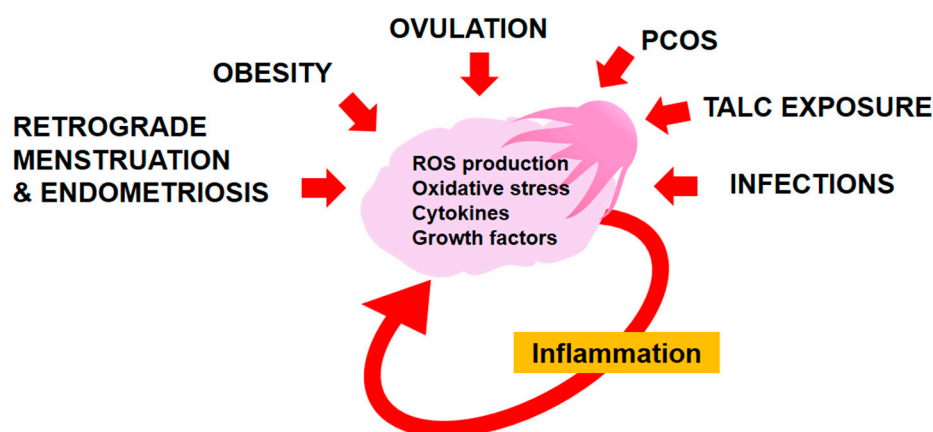 OVULATION
PCOS
OBESITY
TALC EXPOSURE
RETROGRADE
MENSTRUATION
& ENDOMETRIOSIS
INFECTIONS
ROS production
Oxidative stress
Cytokines
Growth factors
Inflammation